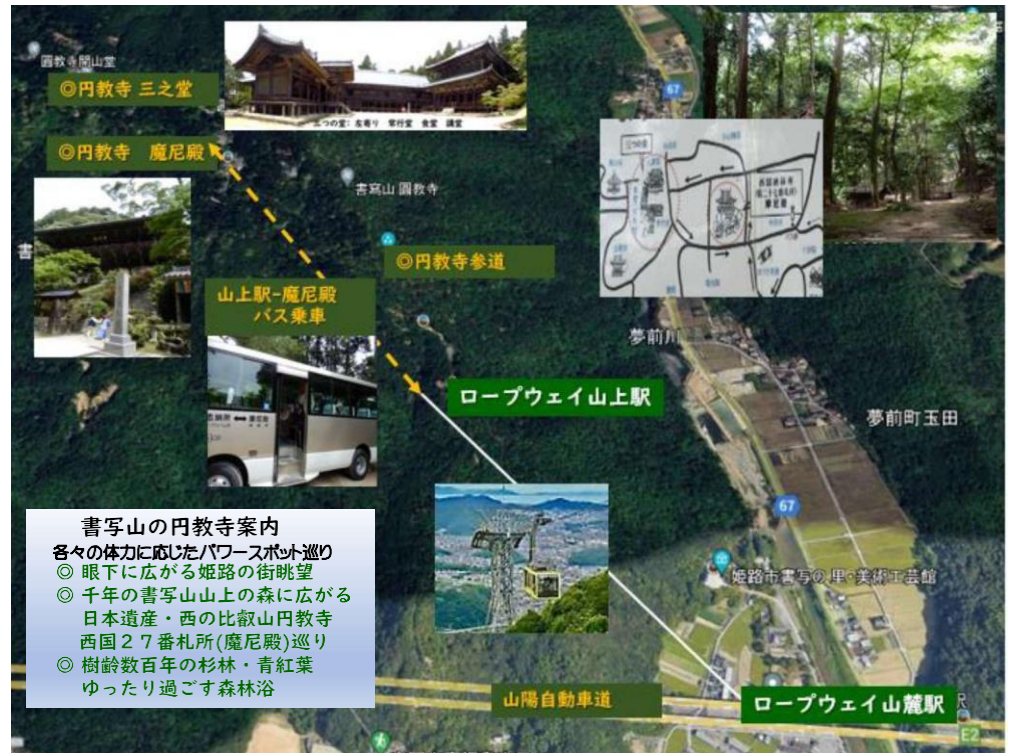 圓教寺開山堂
◎円教寺 三之堂
三つの堂：左寄り 常行堂 食堂 講堂
67
◎円教寺 魔尼殿
書寫山 圓教寺
書
◎円教寺参道
山上駅-魔尼殿
バス乗車
夢前川
ロープウェイ山上駅
夢前町玉田
67
書写山の円教寺案内
各々の体力に応じたパワースポット巡り
◎ 眼下に広がる姫路の街眺望
◎ 千年の書写山山上の森に広がる
日本遺産・西の比叡山円教寺
西国２７番札所(魔尼殿)巡り
◎ 樹齢数百年の杉林・青紅葉
ゆったり過ごす森林浴
姫路市書写の里・美術工芸館
山陽自動車道
ロープウェイ山麓駅
駅
E2